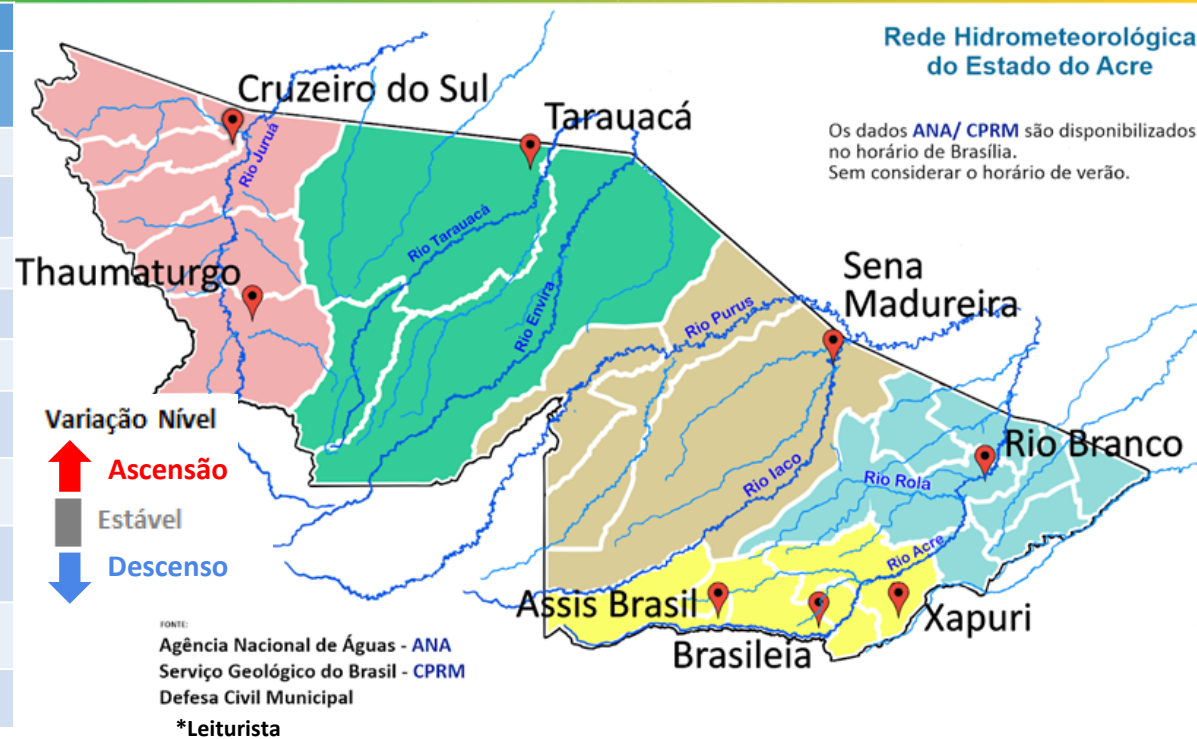 Rede Hidrometeorológica
do Estado do Acre
Os dados ANA/ CPRM são disponibilizados
no horário de Brasília.
Sem considerar o horário de verão.
Cruzeiro do Sul
Tarauacá
Rio Juruá
Rio Tarauacá
Thaumaturgo
Rio Envira
Sena
Madureira
Rio Purus
Variação Nível
Ascensão
Estável
Descenso
Rio Branco
Rio Iaco
Rio Rola
Rio Acre
Assis Brasil
Xapuri
Brasileia
FONTE:
Agência Nacional de Águas - ANA
Serviço Geológico do Brasil - CPRM
Defesa Civil Municipal
*Leiturista